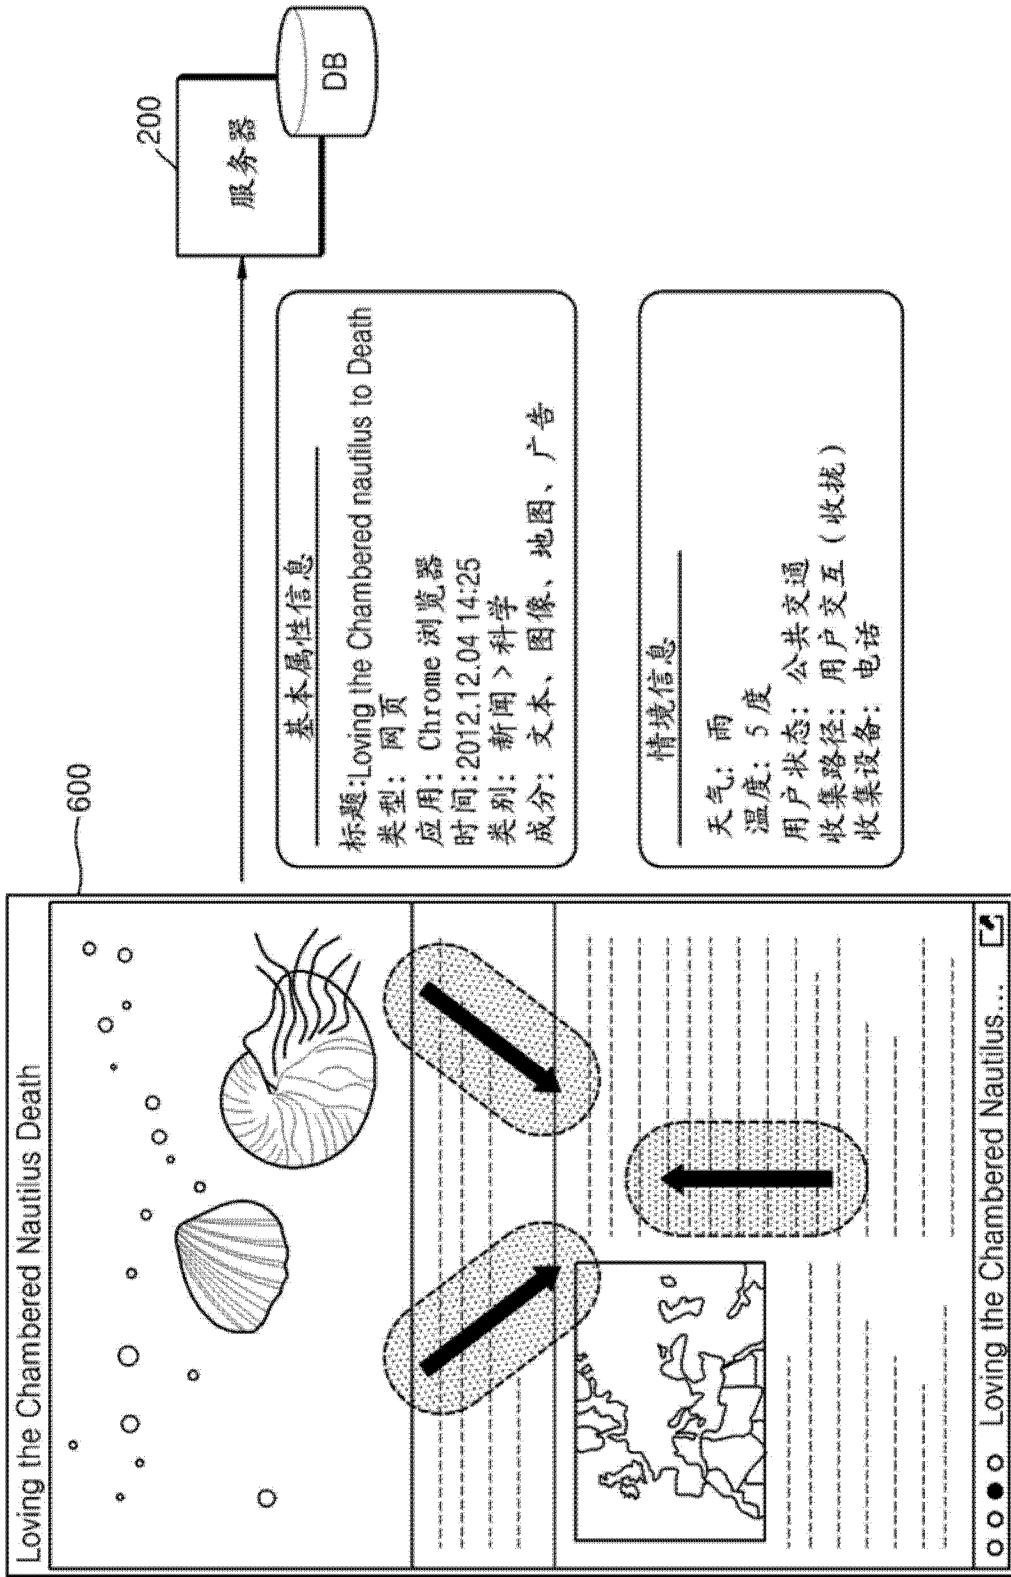 Loving the Chambered Nautilus Death
600
Loving the Chambered Nautilus...
基本属性信息
标题:Loving the Chambered nautilus to Death
类型：网页
应用：Chrome 浏览器
时间:2012.12.04 14:25
类别：新闻 > 科学
成分：文本、图像、地图、广告
情境信息
天气：雨
温度：5 度
用户状态：公共交通
收集路径：用户交互（收拢）
收集设备：电话
200
服务器
DB